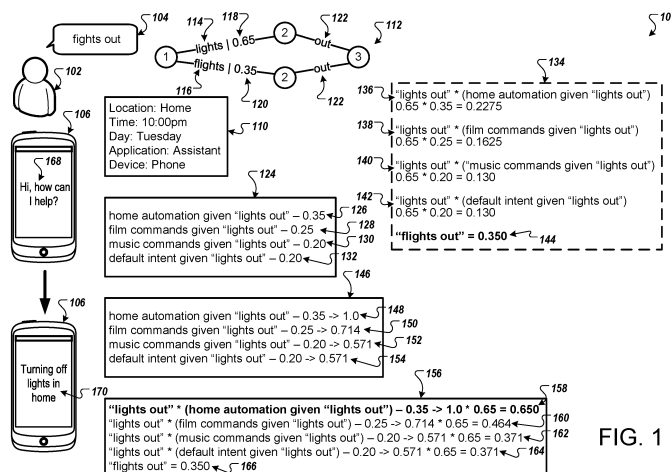 10
104
118
122
114
112
fights out
lights | 0.65
2
out
1
3
flights | 0.35
2
out
134
116
120
122
102
136
"lights out" * (home automation given "lights out")
0.65 * 0.35 = 0.2275
106
Location: Home
Time: 10:00pm
Day: Tuesday
Application: Assistant
Device: Phone
110
138
"lights out" * (film commands given "lights out")
0.65 * 0.25 = 0.1625
168
Hi, how can
I help?
140
"lights out" * ("music commands given "lights out")
0.65 * 0.20 = 0.130
124
142
"lights out" * (default intent given "lights out")
0.65 * 0.20 = 0.130
home automation given "lights out" – 0.35 126
film commands given "lights out" – 0.25 128
music commands given "lights out" – 0.20 130
default intent given "lights out" – 0.20 132
"flights out" = 0.350
144
146
106
home automation given "lights out" – 0.35 -> 1.0 148
film commands given "lights out" – 0.25 -> 0.714 150
music commands given "lights out" – 0.20 -> 0.571 152
default intent given "lights out" – 0.20 -> 0.571 154
Turning off
lights in
home
170
156
158
"lights out" * (home automation given "lights out") – 0.35 -> 1.0 * 0.65 = 0.650
"lights out" * (film commands given "lights out") – 0.25 -> 0.714 * 0.65 = 0.464 160
"lights out" * (music commands given "lights out") – 0.20 -> 0.571 * 0.65 = 0.371 162
"lights out" * (default intent given "lights out") – 0.20 -> 0.571 * 0.65 = 0.371 164
"flights out" = 0.350 166
FIG. 1